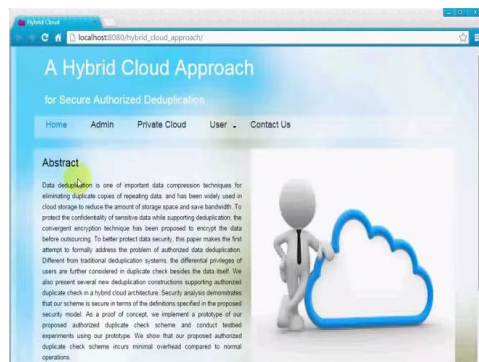 Hybrid Cloud
localhost:8080/hybrid_cloud_approach/
A Hybrid Cloud Approach
for Secure Authorized Deduplication
Home Admin Private Cloud User Contact Us
Abstract
Data deduplication is one of important data compression techniques for
eliminating duplicate copies of repeating data, and has been widely used in
cloud storage to reduce the amount of storage space and save bandwidth. To
protect the confidentiality of sensitive data while supporting deduplication, the
convergent encryption technique has been proposed to encrypt the data
before outsourcing. To better protect data security, this paper makes the first
attempt to formally address the problem of authorized data deduplication.
Different from traditional deduplication systems, the differential privileges of
users are further considered in duplicate check besides the data itself. We
also present several new deduplication constructions supporting authorized
duplicate check in a hybrid cloud architecture. Security analysis demonstrates
that our scheme is secure in terms of the definitions specified in the proposed
security model. As a proof of concept, we implement a prototype of our
proposed authorized duplicate check scheme and conduct testbed
experiments using our prototype. We show that our proposed authorized
duplicate check scheme incurs minimal overhead compared to normal
operations.